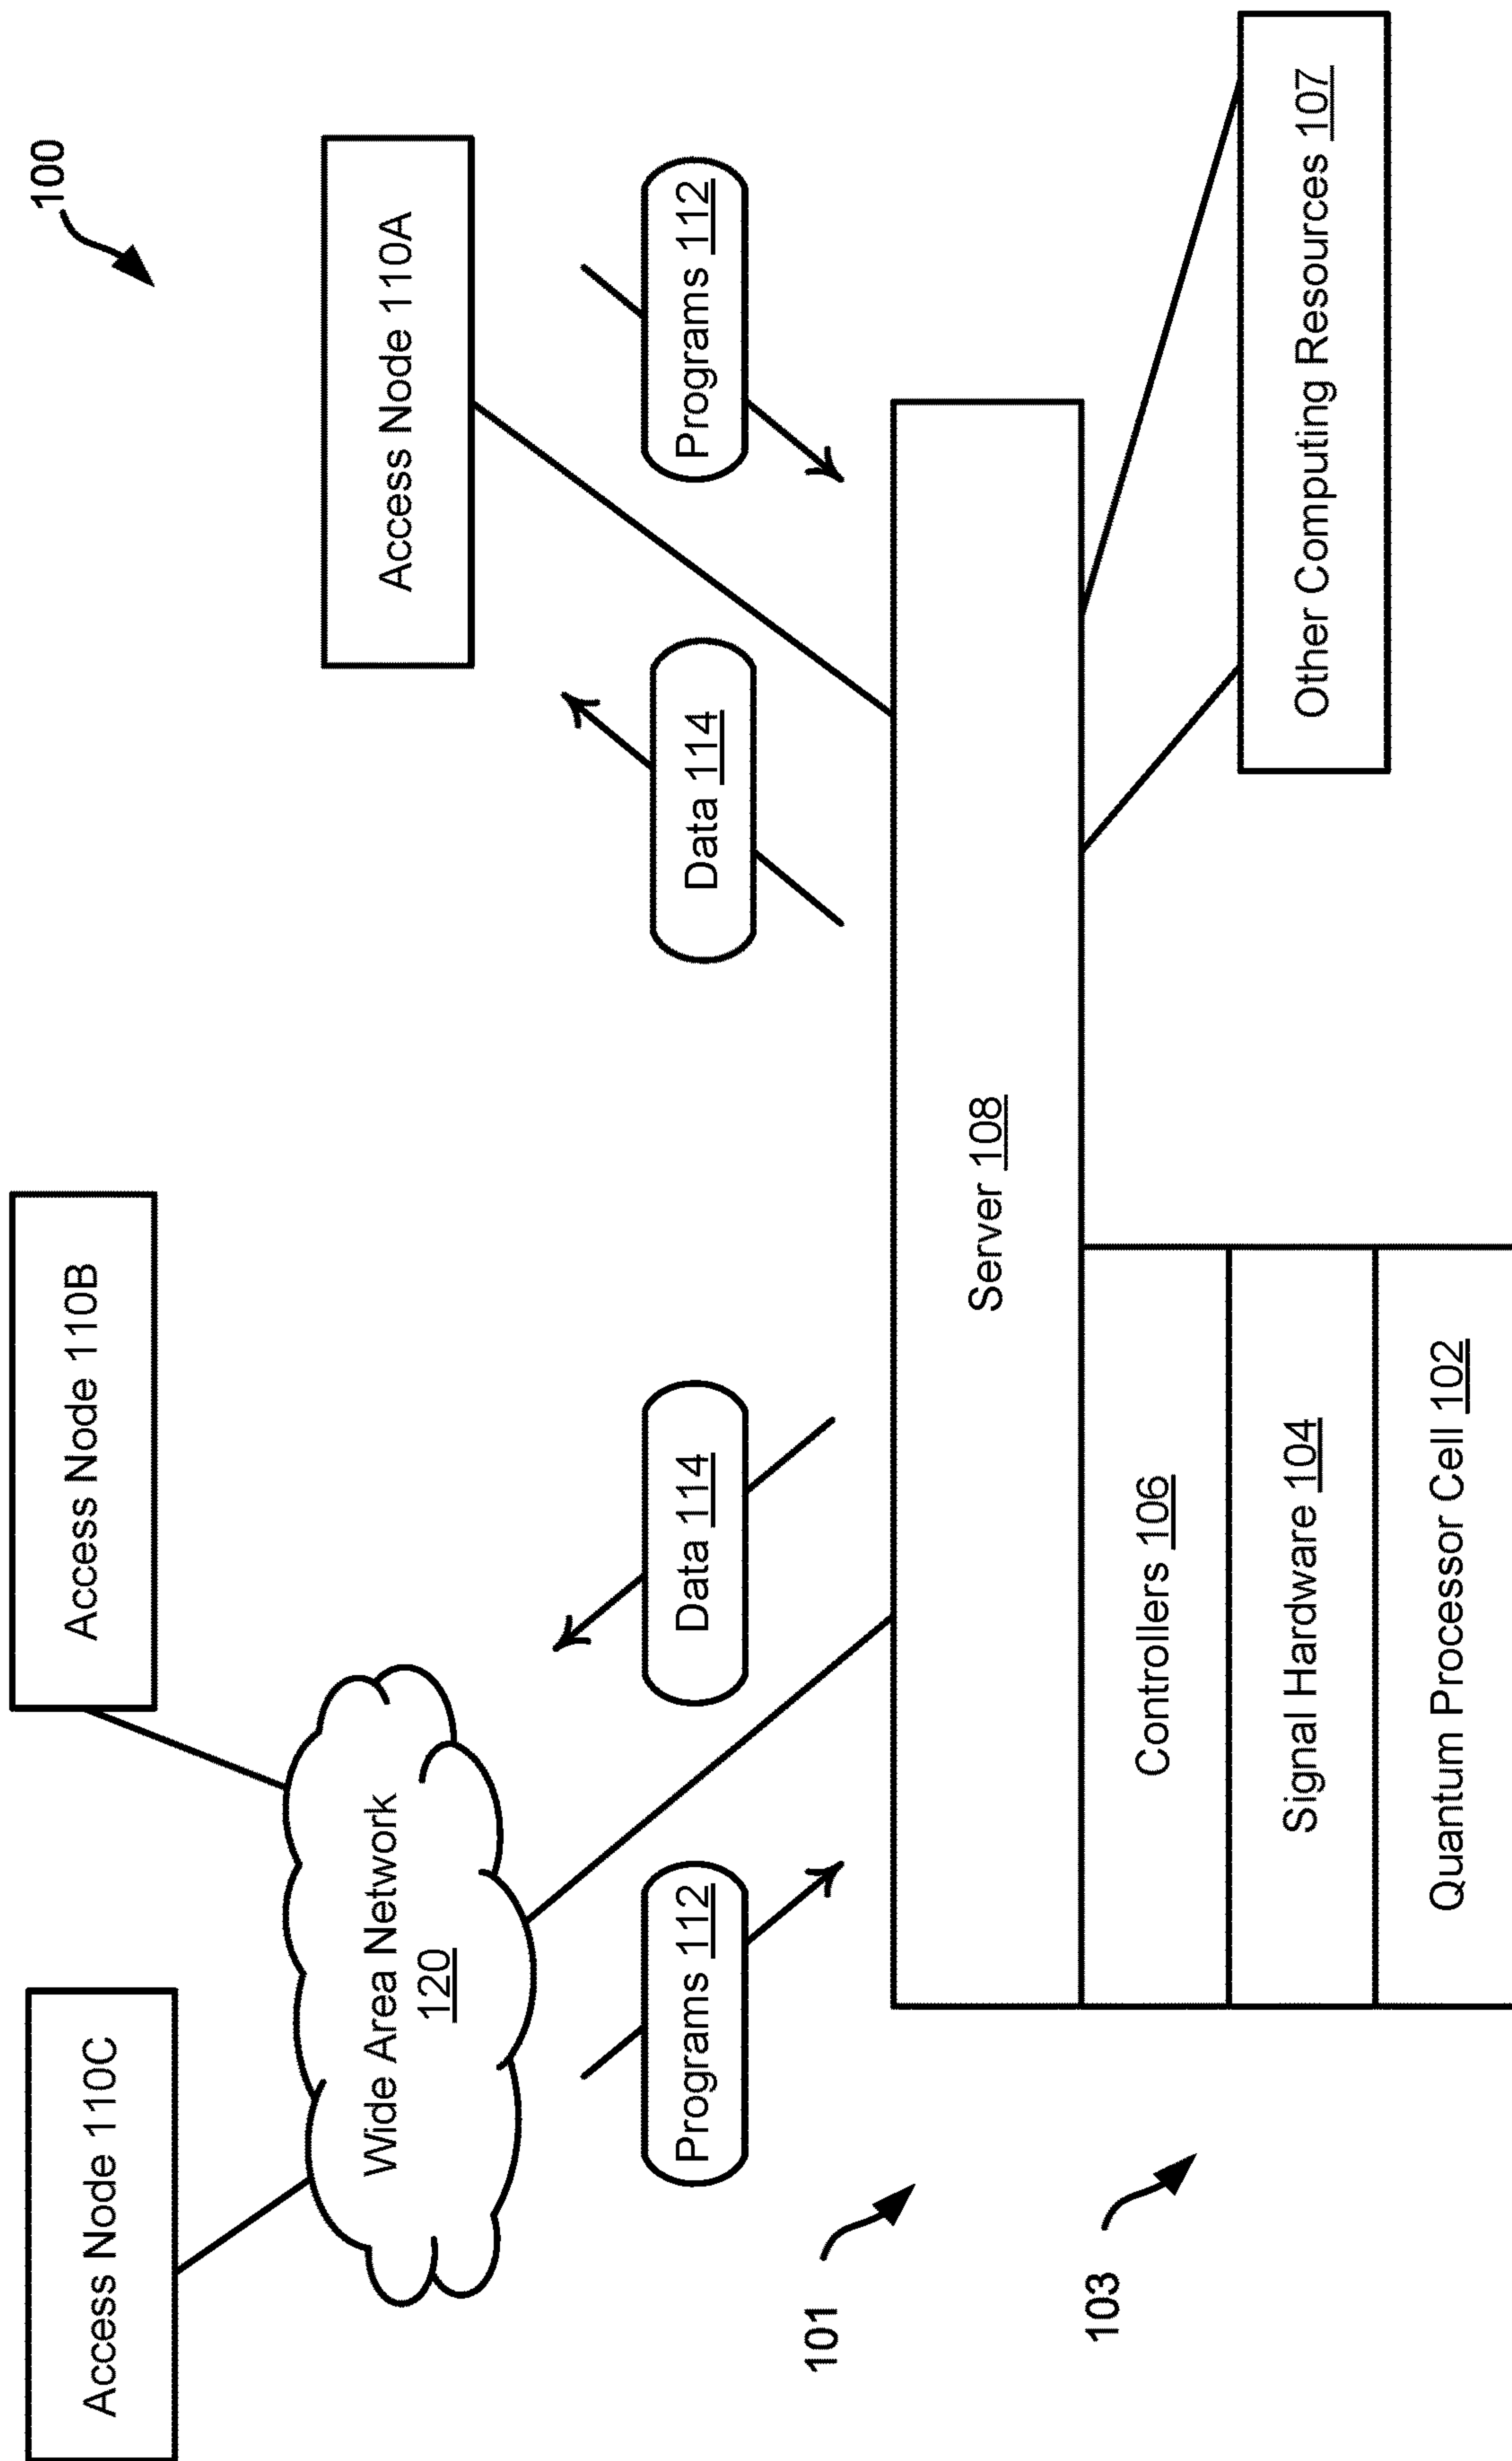 100
Access Node 110C
Access Node 110B
Access Node 110A
Wide Area Network
120
Programs 112
Data 114
Data 114
Programs 112
101
Server 108
103
Controllers 106
Signal Hardware 104
Quantum Processor Cell 102
Other Computing Resources 107